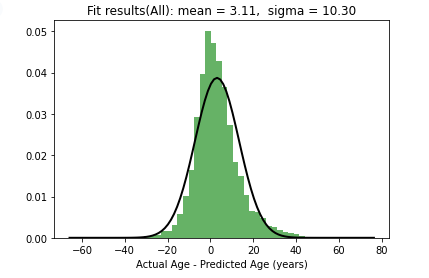 Fit results(All): mean = 3.11,  sigma = 10.30
0.05
0.04
0.03
0.02
0.01
0.00
−60 −40 −20 0 20 40 60 80
Actual Age - Predicted Age (years)